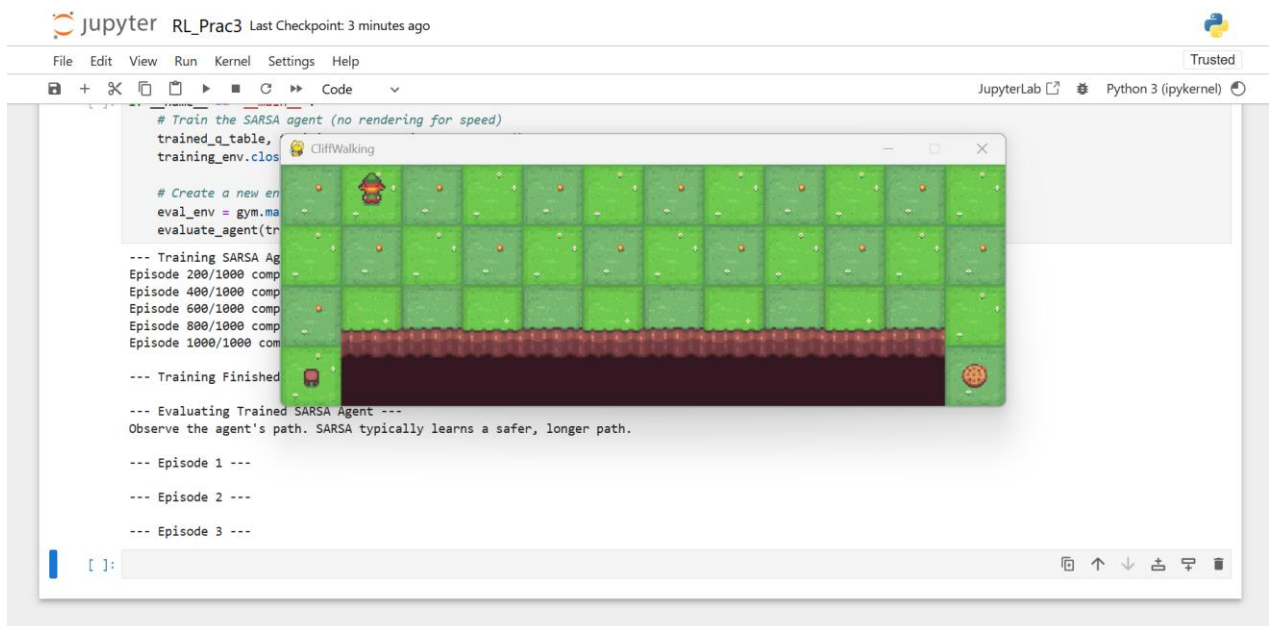 jupyter RL_Prac3 Last Checkpoint: 3 minutes ago
File Edit View Run Kernel Settings Help Trusted
Code JupyterLab Python 3 (ipykernel)
# Train the SARSA agent (no rendering for speed)
trained_q_table,
training_env.clos
CliffWalking
# Create a new en
eval_env = gym.ma
evaluate_agent(tr
--- Training SARSA Ag
Episode 200/1000 comp
Episode 400/1000 comp
Episode 600/1000 comp
Episode 800/1000 comp
Episode 1000/1000 com
--- Training Finished
--- Evaluating Trained SARSA Agent ---
Observe the agent's path. SARSA typically learns a safer, longer path.
--- Episode 1 ---
--- Episode 2 ---
--- Episode 3 ---
[ ]: